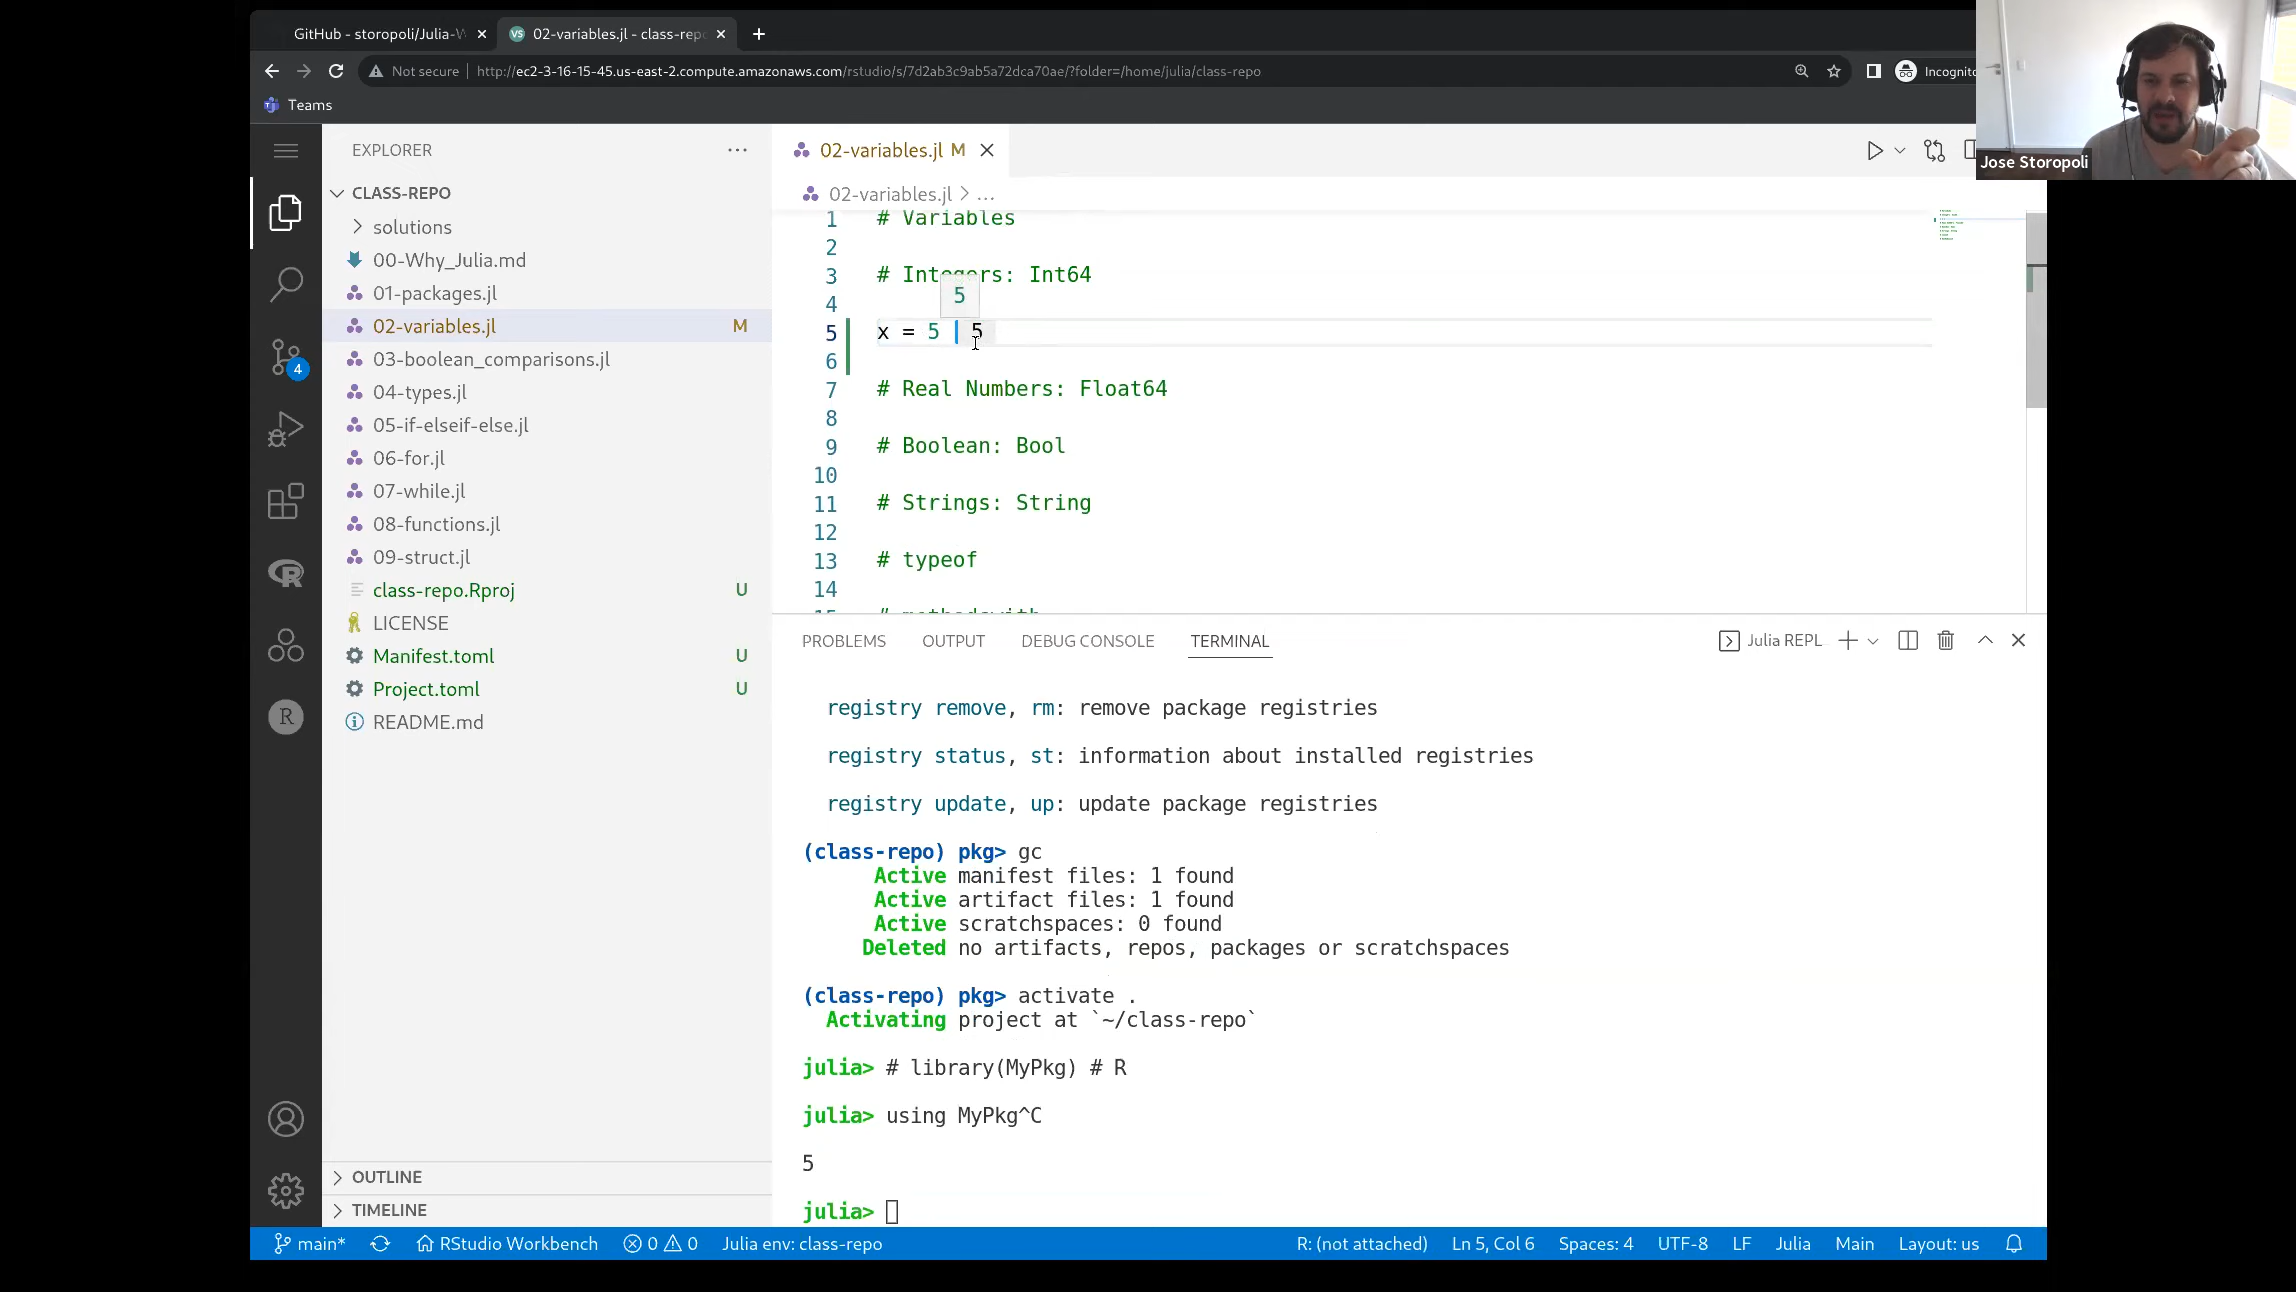 GitHub - storopoli/Julia-W
02-variables.jl - class-repo
Not secure
http://ec2-3-16-15-45.us-east-2.compute.amazonaws.com/rstudio/s/7d2ab3c9ab5a72dca70ae/?folder=/home/julia/class-repo
Incognito
Teams
Jose Storopoli
EXPLORER
CLASS-REPO
solutions
00-Why_Julia.md
01-packages.jl
02-variables.jl M
03-boolean_comparisons.jl
04-types.jl
05-if-elseif-else.jl
06-for.jl
07-while.jl
08-functions.jl
09-struct.jl
class-repo.Rproj U
LICENSE
Manifest.toml U
Project.toml U
README.md
OUTLINE
TIMELINE
4
R
02-variables.jl M
02-variables.jl > ...
1 # Variables
2
3 # Integers: Int64
4
5
5 x = 5 5
6
7 # Real Numbers: Float64
8
9 # Boolean: Bool
10
11 # Strings: String
12
13 # typeof
14
15 # methodswith
PROBLEMS OUTPUT DEBUG CONSOLE TERMINAL
Julia REPL
registry remove, rm: remove package registries
registry status, st: information about installed registries
registry update, up: update package registries
(class-repo) pkg> gc
Active manifest files: 1 found
Active artifact files: 1 found
Active scratchspaces: 0 found
Deleted no artifacts, repos, packages or scratchspaces
(class-repo) pkg> activate .
Activating project at `~/class-repo`
julia> # library(MyPkg) # R
julia> using MyPkg^C
5
julia>
main* RStudio Workbench 0 0 Julia env: class-repo R: (not attached) Ln 5, Col 6 Spaces: 4 UTF-8 LF Julia Main Layout: us